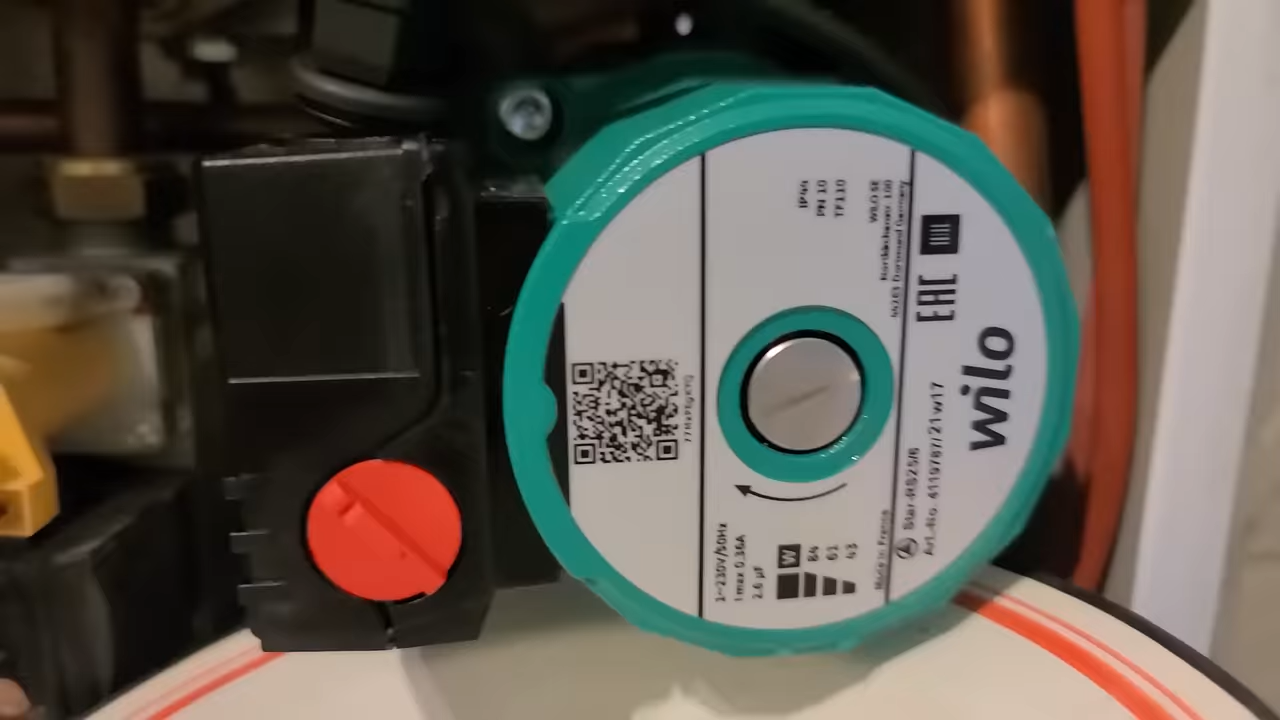 wilo
EAC
Star-RS25/6
Art.-No. 4119787/21w17
WILO SE
Nortkirchenstr. 100
44263 Dortmund Germany
Made in France
IP44
PN 10
TF110
1~230V/50Hz
I max 0.36A
2.6 µF
W
84
61
43